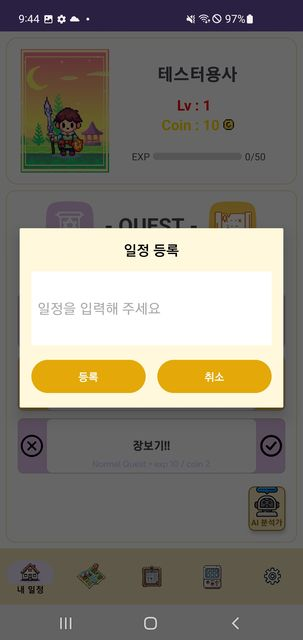 9:44
97%
테스터용사
Lv : 1
Coin : 10
EXP 0/50
- QUEST -
일정 등록
일정을 입력해 주세요
등록 취소
장보기!!
Normal Quest • exp 10 / coin 2
AI 분석가
내 일정